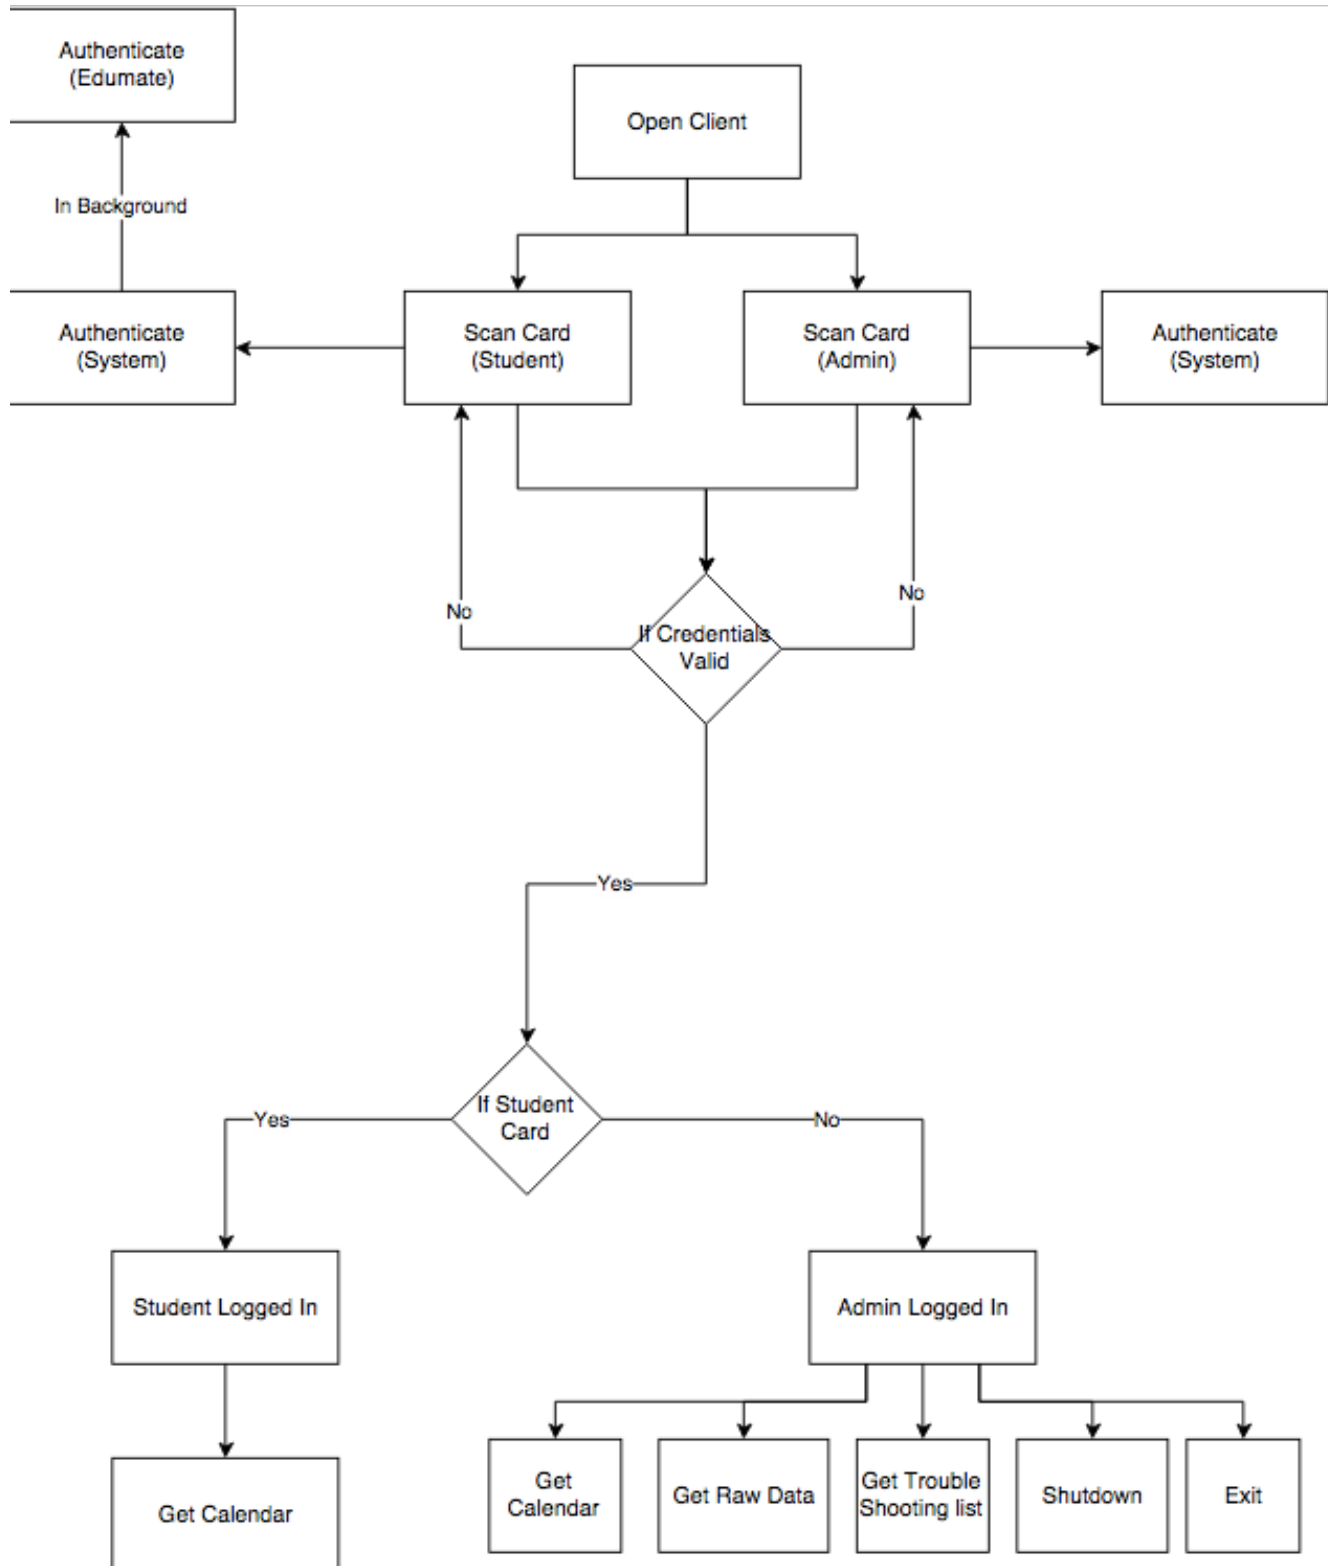 Authenticate
(Edumate)
Open Client
In Background
Authenticate
(System)
Scan Card
(Student)
Scan Card
(Admin)
Authenticate
(System)
No
No
If Credentials
Valid
Yes
If Student
Card
Yes
No
Student Logged In
Admin Logged In
Get Calendar
Get
Calendar
Get Raw Data
Get Trouble
Shooting list
Shutdown
Exit